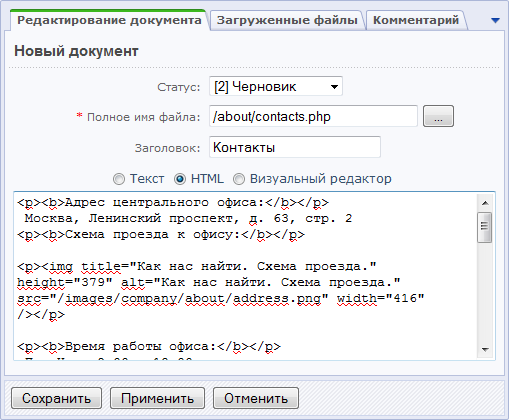 Редактирование документа Загруженные файлы Комментарий
Новый документ
Статус: [2] Черновик
* Полное имя файла: /about/contacts.php ...
Заголовок: Контакты
Текст HTML Визуальный редактор
<p><b>Адрес центрального офиса:</b></p>
Москва, Ленинский проспект, д. 63, стр. 2
<p><b>Схема проезда к офису:</b></p>
<p><img title="Как нас найти. Схема проезда."
height="379" alt="Как нас найти. Схема проезда."
src="/images/company/about/address.png" width="416"
/></p>
<p><b>Время работы офиса:</b></p>
Сохранить Применить Отменить